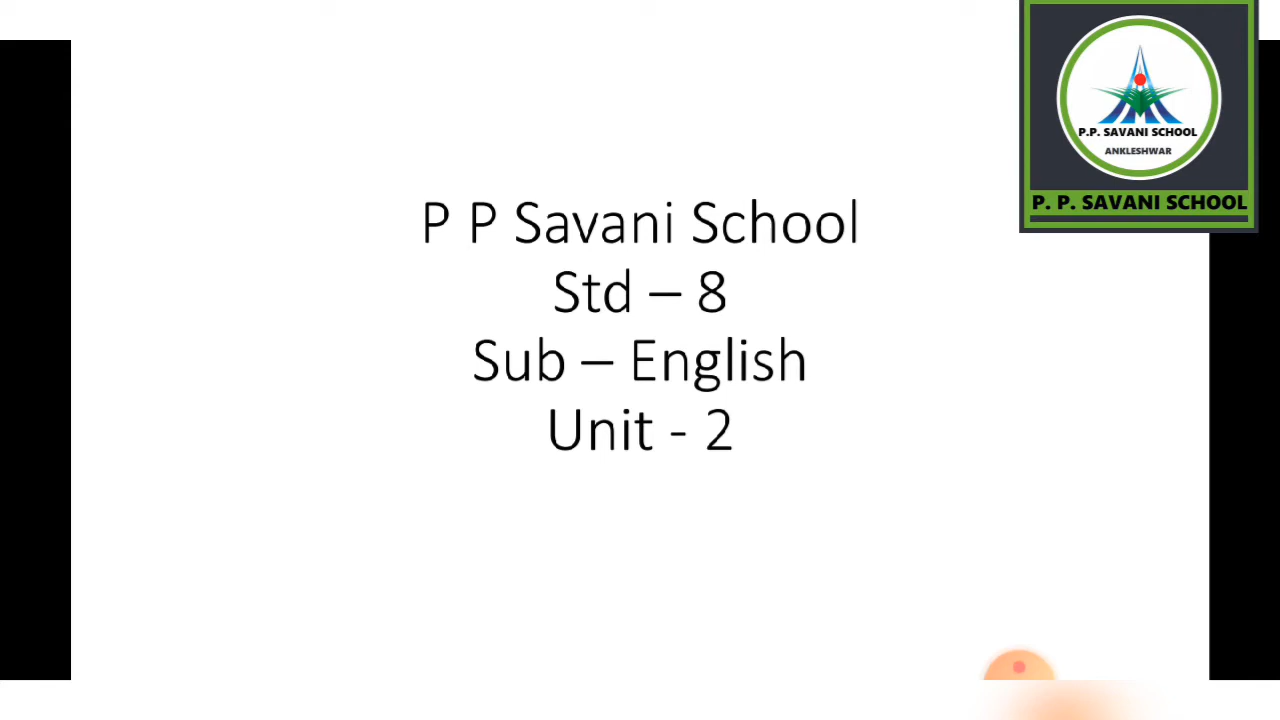 P P Savani School
Std – 8
Sub – English
Unit - 2
P.P. SAVANI SCHOOL
ANKLESHWAR
P. P. SAVANI SCHOOL